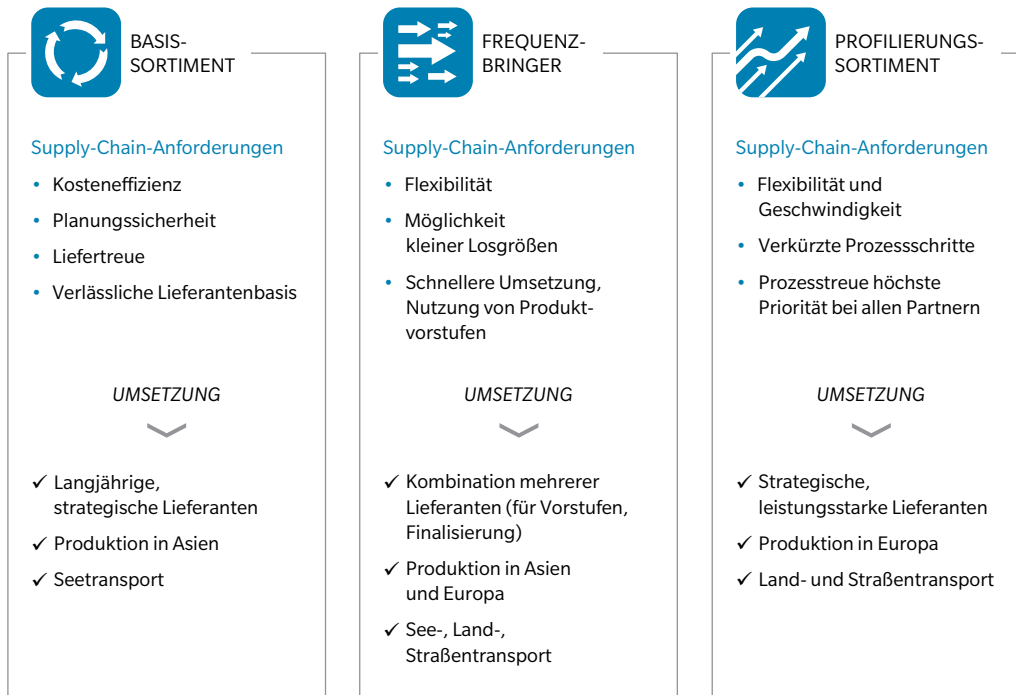 BASIS-
SORTIMENT
Supply-Chain-Anforderungen
• Kosteneffizienz
• Planungssicherheit
• Liefertreue
• Verlässliche Lieferantenbasis
UMSETZUNG
✓ Langjährige,
strategische Lieferanten
✓ Produktion in Asien
✓ Seetransport
FREQUENZ-
BRINGER
Supply-Chain-Anforderungen
• Flexibilität
• Möglichkeit
kleiner Losgrößen
• Schnellere Umsetzung,
Nutzung von Produkt-
vorstufen
UMSETZUNG
✓ Kombination mehrerer
Lieferanten (für Vorstufen,
Finalisierung)
✓ Produktion in Asien
und Europa
✓ See-, Land-,
Straßentransport
PROFILIERUNGS-
SORTIMENT
Supply-Chain-Anforderungen
• Flexibilität und
Geschwindigkeit
• Verkürzte Prozessschritte
• Prozesstreue höchste
Priorität bei allen Partnern
UMSETZUNG
✓ Strategische,
leistungsstarke Lieferanten
✓ Produktion in Europa
✓ Land- und Straßentransport